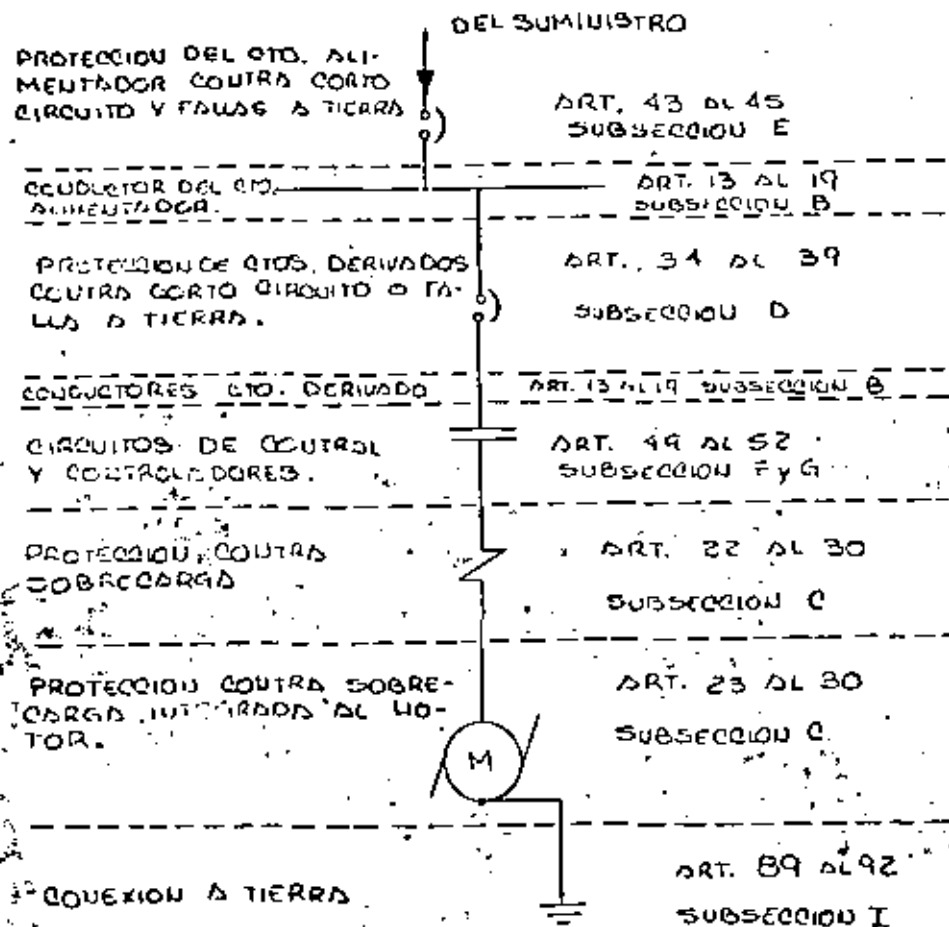 DEL SUMINISTRO
PROTECCION DEL CTO. ALI-
MENTADOR CONTRA CORTO
CIRCUITO Y FALLAS A TIERRA
ART. 43 AL 45
SUBSECCION E
CONDUCTOR DEL CTO.
ALIMENTADOR.
ART. 13 AL 19
SUBSECCION B
PROTECCION DE CTOS. DERIVADOS
CONTRA CORTO CIRCUITO O FA-
LLA A TIERRA.
ART. 34 AL 39
SUBSECCION D
CONDUCTORES CTO. DERIVADO
ART. 13 AL 19 SUBSECCION B
CIRCUITOS DE CONTROL
Y CONTROLADORES.
ART. 49 AL 52
SUBSECCION F y G
PROTECCION CONTRA
SOBRECARGA
ART. 22 AL 30
SUBSECCION C
PROTECCION CONTRA SOBRE-
CARGA INTEGRADA AL MO-
TOR.
ART. 23 AL 30
SUBSECCION C
M
CONEXION A TIERRA
ART. 89 AL 92
SUBSECCION I